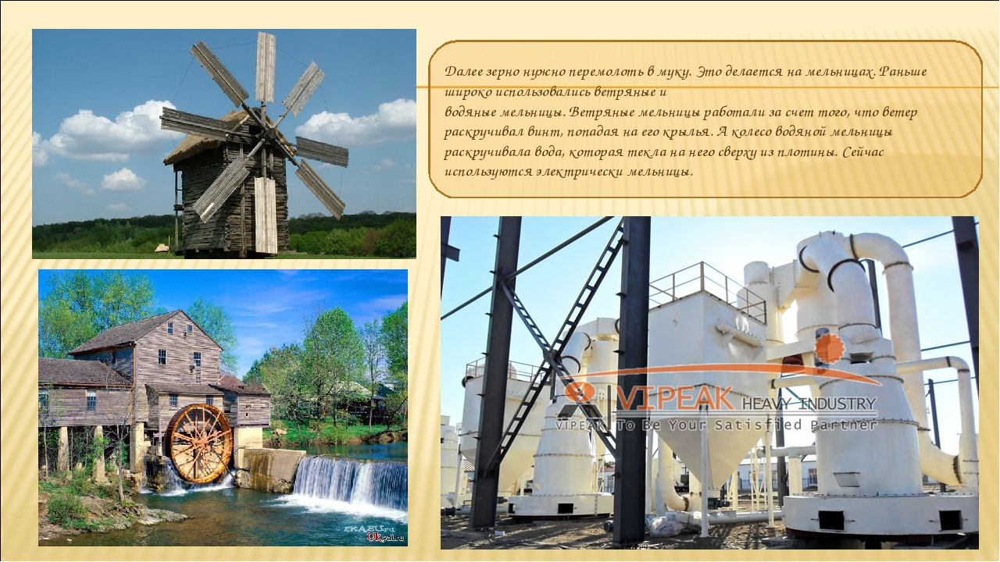 Далее зерно нужно перемолоть в муку. Это делается на мельницах. Раньше
широко использовались ветряные и
водяные мельницы. Ветряные мельницы работали за счет того, что ветер
раскручивал винт, попадая на его крылья. А колесо водяной мельницы
раскручивала вода, которая текла на него сверху из плотины. Сейчас
используются электрически мельницы.
VIPEAK HEAVY INDUSTRY
VIPEAK To Be Your Satisfied Partner